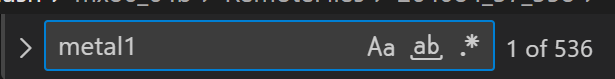 metal1 Aa ab .* 1 of 536